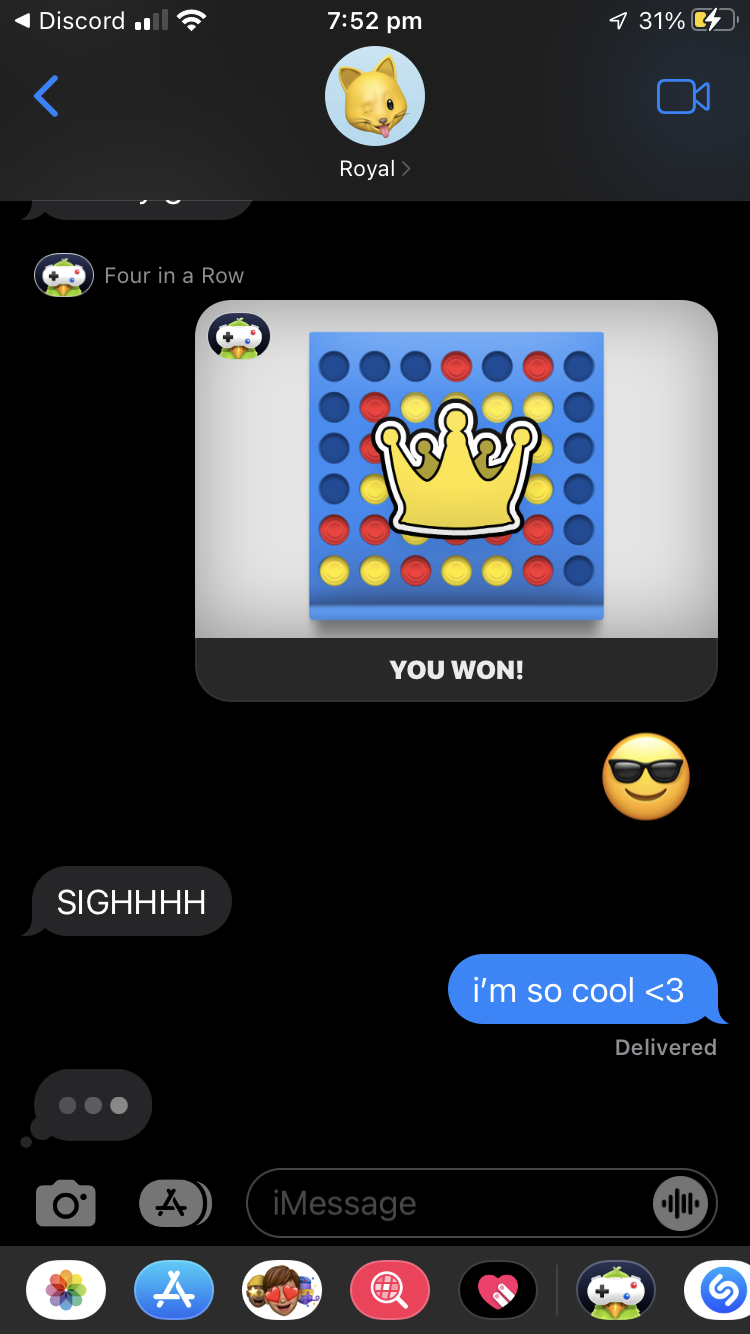 Discord
7:52 pm
31%
Royal
Four in a Row
YOU WON!
SIGHHHH
i'm so cool <3
Delivered
iMessage